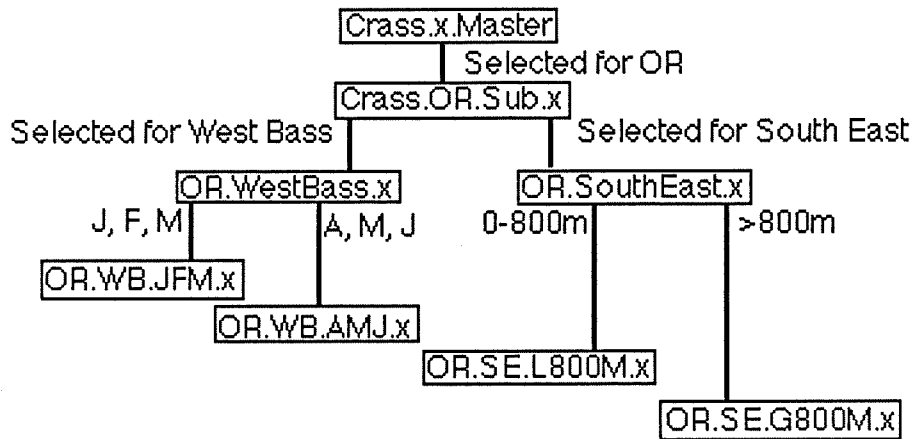 Crass.x.Master
Selected for OR
Crass.OR.Sub.x
Selected for West Bass
Selected for South East
OR.WestBass.x
OR.SouthEast.x
J, F, M
A, M, J
0-800m
>800m
OR.WB.JFM.x
OR.WB.AMJ.x
OR.SE.L800M.x
OR.SE.G800M.x